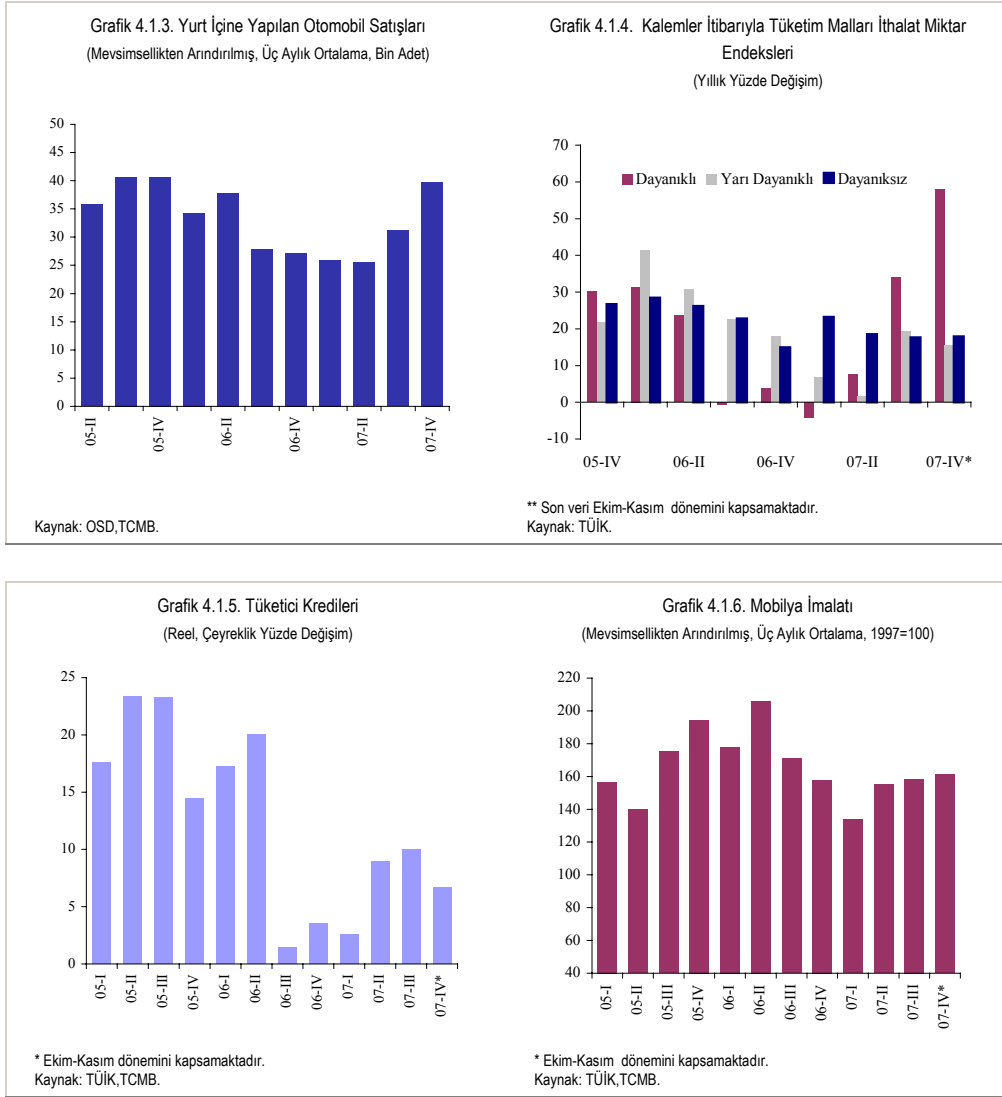 Grafik 4.1.3. Yurt İçine Yapılan Otomobil Satışları
(Mevsimsellikten Arındırılmış, Üç Aylık Ortalama, Bin Adet)
50
45
40
35
30
25
20
15
10
5
0
05-II
05-IV
06-II
06-IV
07-II
07-IV
Kaynak: OSD,TCMB.
Grafik 4.1.4. Kalemler İtibarıyla Tüketim Malları İthalat Miktar
Endeksleri
(Yıllık Yüzde Değişim)
70
60
50
40
30
20
10
0
-10
Dayanıklı Yarı Dayanıklı Dayanıksız
05-IV 06-II 06-IV 07-II 07-IV*
** Son veri Ekim-Kasım dönemini kapsamaktadır.
Kaynak: TÜİK.
Grafik 4.1.5. Tüketici Kredileri
(Reel, Çeyreklik Yüzde Değişim)
25
20
15
10
5
0
05-I
05-II
05-III
05-IV
06-I
06-II
06-III
06-IV
07-I
07-II
07-III
07-IV*
* Ekim-Kasım dönemini kapsamaktadır.
Kaynak: TÜİK,TCMB.
Grafik 4.1.6. Mobilya İmalatı
(Mevsimsellikten Arındırılmış, Üç Aylık Ortalama, 1997=100)
220
200
180
160
140
120
100
80
60
40
05-I
05-II
05-III
05-IV
06-I
06-II
06-III
06-IV
07-I
07-II
07-III
07-IV*
* Ekim-Kasım dönemini kapsamaktadır.
Kaynak: TÜİK,TCMB.